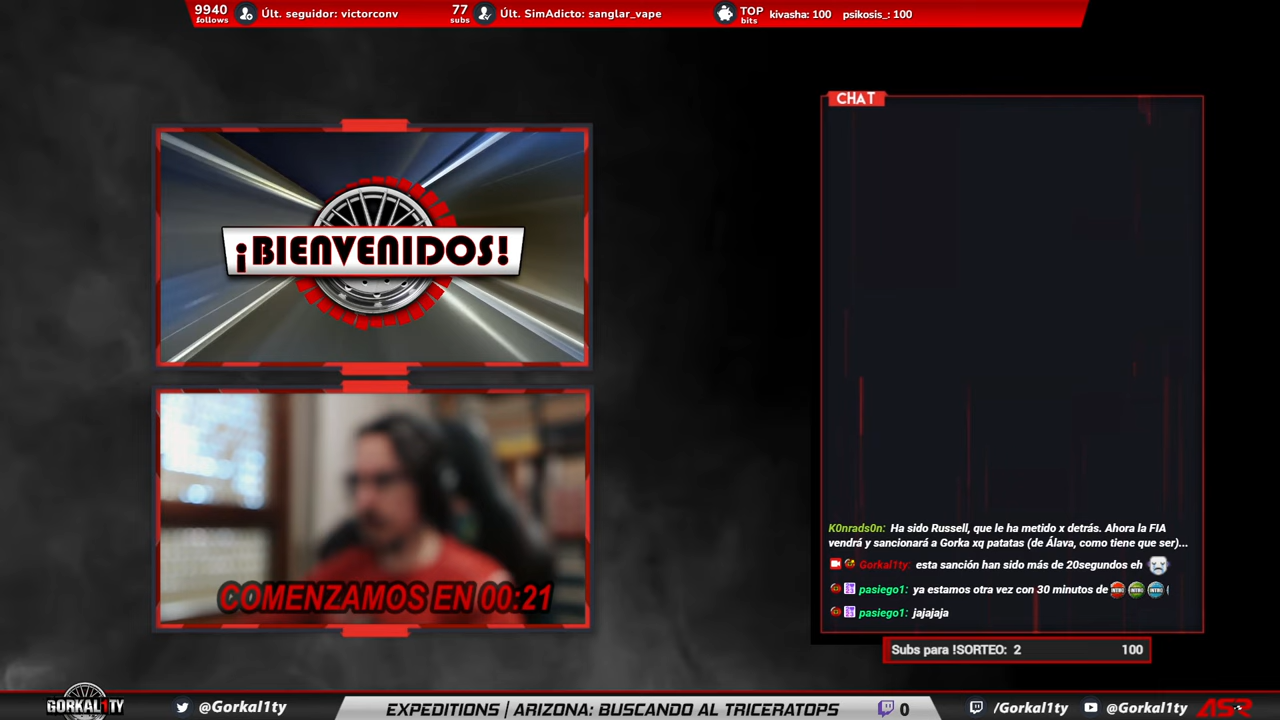 9940 follows Últ. seguidor: victorconv 77 subs Últ. SimAdicto: sanglar_vape TOP bits kivasha: 100 psikosis_: 100
CHAT
¡BIENVENIDOS!
COMENZAMOS EN 00:21
K0nrads0n: Ha sido Russell, que le ha metido x detrás. Ahora la FIA
vendrá y sancionará a Gorka xq patatas (de Álava, como tiene que ser)...
Gorkal1ty: esta sanción han sido más de 20segundos eh
pasiego1: ya estamos otra vez con 30 minutos de INTRO INTRO INTRO
pasiego1: jajajaja
Subs para !SORTEO: 2 100
GORKAL1TY @Gorkal1ty EXPEDITIONS | ARIZONA: BUSCANDO AL TRICERATOPS 0 /Gorkal1ty @Gorkal1ty ASR